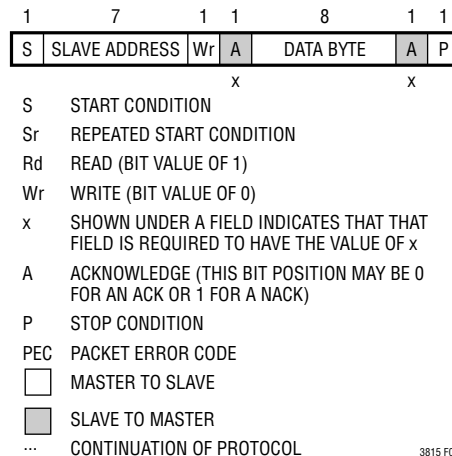 1 7 1 1 8 1 1
S SLAVE ADDRESS Wr A DATA BYTE A P
x x
S START CONDITION
Sr REPEATED START CONDITION
Rd READ (BIT VALUE OF 1)
Wr WRITE (BIT VALUE OF 0)
x SHOWN UNDER A FIELD INDICATES THAT THAT
FIELD IS REQUIRED TO HAVE THE VALUE OF x
A ACKNOWLEDGE (THIS BIT POSITION MAY BE 0
FOR AN ACK OR 1 FOR A NACK)
P STOP CONDITION
PEC PACKET ERROR CODE
MASTER TO SLAVE
SLAVE TO MASTER
... CONTINUATION OF PROTOCOL 3815